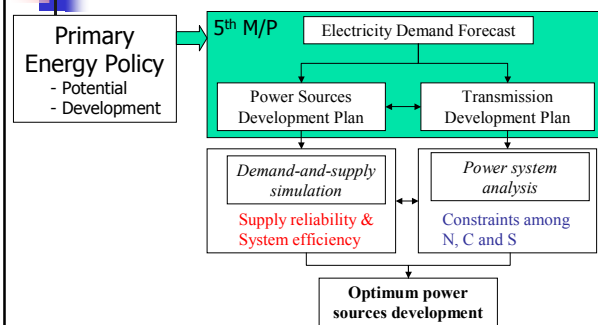 Primary
Energy Policy
- Potential
- Development
5th M/P
Electricity Demand Forecast
Power Sources
Development Plan
Transmission
Development Plan
Demand-and-supply
simulation
Supply reliability &
System efficiency
Power system
analysis
Constraints among
N, C and S
Optimum power
sources development